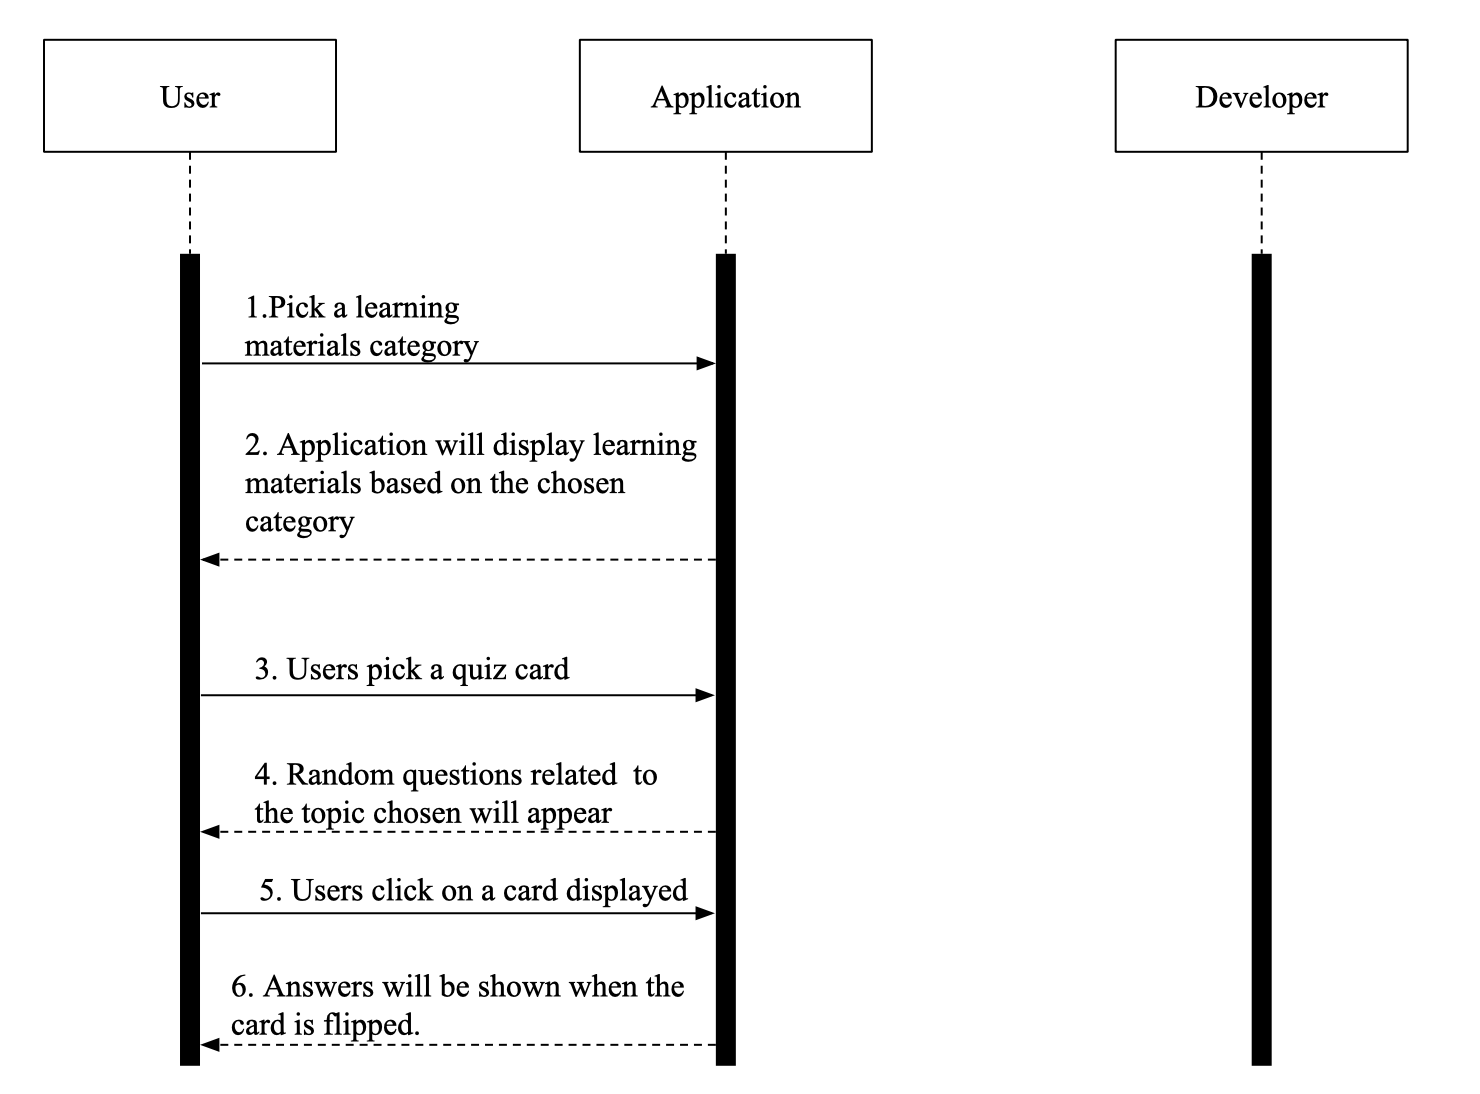 User
Application
Developer
1.Pick a learning
materials category
2. Application will display learning
materials based on the chosen
category
3. Users pick a quiz card
4. Random questions related  to
the topic chosen will appear
5. Users click on a card displayed
6. Answers will be shown when the
card is flipped.